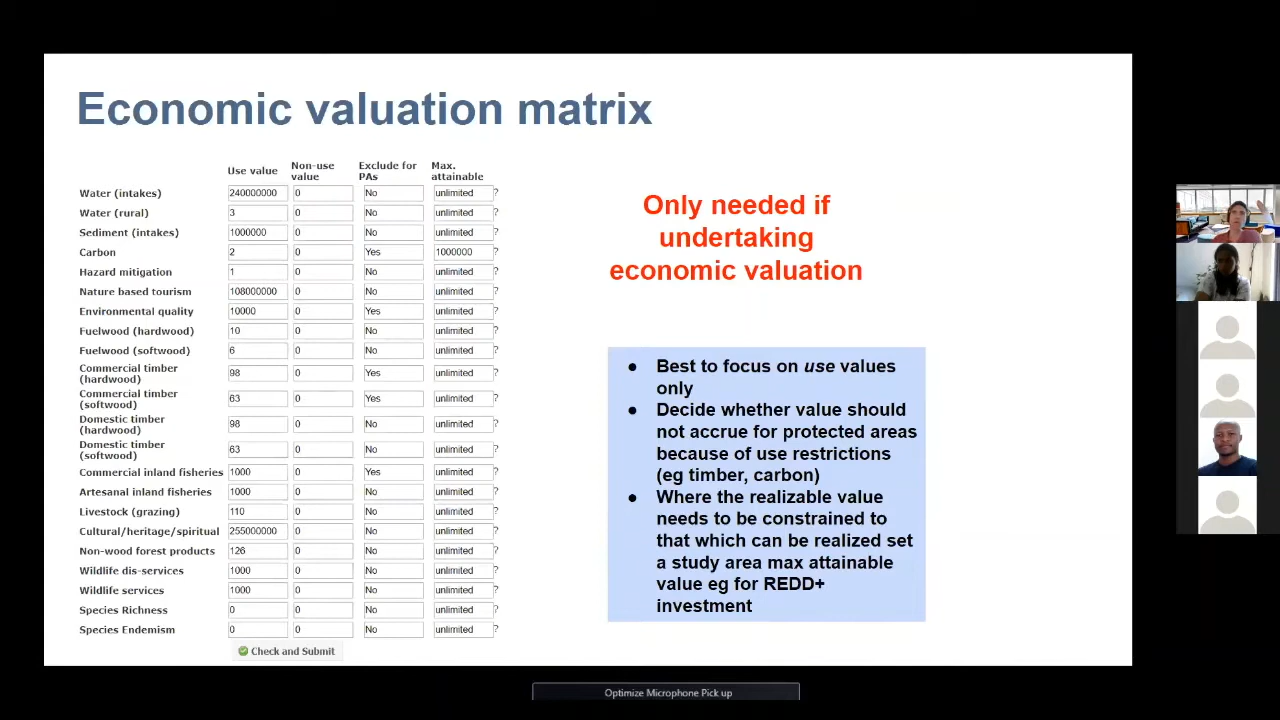 Economic valuation matrix
Use value Non-use value Exclude for PAs Max. attainable
Water (intakes) 240000000 0 No unlimited ?
Water (rural) 3 0 No unlimited ?
Sediment (intakes) 1000000 0 No unlimited ?
Carbon 2 0 Yes 1000000 ?
Hazard mitigation 1 0 No unlimited ?
Nature based tourism 108000000 0 No unlimited ?
Environmental quality 10000 0 Yes unlimited ?
Fuelwood (hardwood) 10 0 No unlimited ?
Fuelwood (softwood) 6 0 No unlimited ?
Commercial timber (hardwood) 98 0 Yes unlimited ?
Commercial timber (softwood) 63 0 Yes unlimited ?
Domestic timber (hardwood) 98 0 No unlimited ?
Domestic timber (softwood) 63 0 No unlimited ?
Commercial inland fisheries 1000 0 Yes unlimited ?
Artesanal inland fisheries 1000 0 No unlimited ?
Livestock (grazing) 110 0 No unlimited ?
Cultural/heritage/spiritual 255000000 0 No unlimited ?
Non-wood forest products 126 0 No unlimited ?
Wildlife dis-services 1000 0 No unlimited ?
Wildlife services 1000 0 No unlimited ?
Species Richness 0 0 No unlimited ?
Species Endemism 0 0 No unlimited ?
Check and Submit
Only needed if
undertaking
economic valuation
● Best to focus on use values
only
● Decide whether value should
not accrue for protected areas
because of use restrictions
(eg timber, carbon)
● Where the realizable value
needs to be constrained to
that which can be realized set
a study area max attainable
value eg for REDD+
investment
Optimize Microphone Pick up